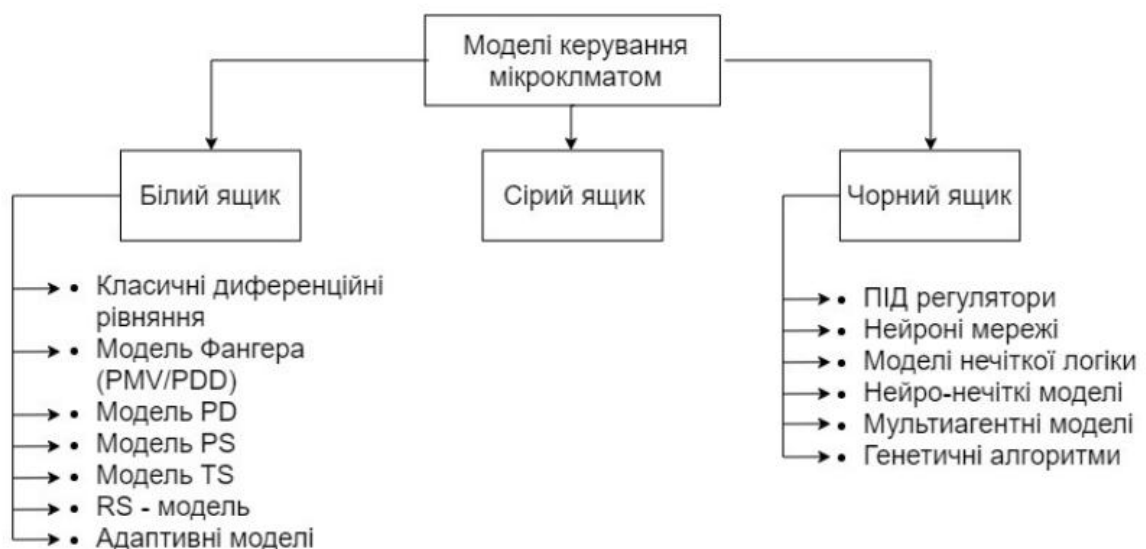 Моделі керування
мікроклматом
Білий ящик
Сірий ящик
Чорний ящик
• Класичні диференційні
рівняння
• Модель Фангера
(PMV/PDD)
• Модель PD
• Модель PS
• Модель TS
• RS - модель
• Адаптивні моделі
• ПІД регулятори
• Нейроні мережі
• Моделі нечіткої логіки
• Нейро-нечіткі моделі
• Мультиагентні моделі
• Генетичні алгоритми